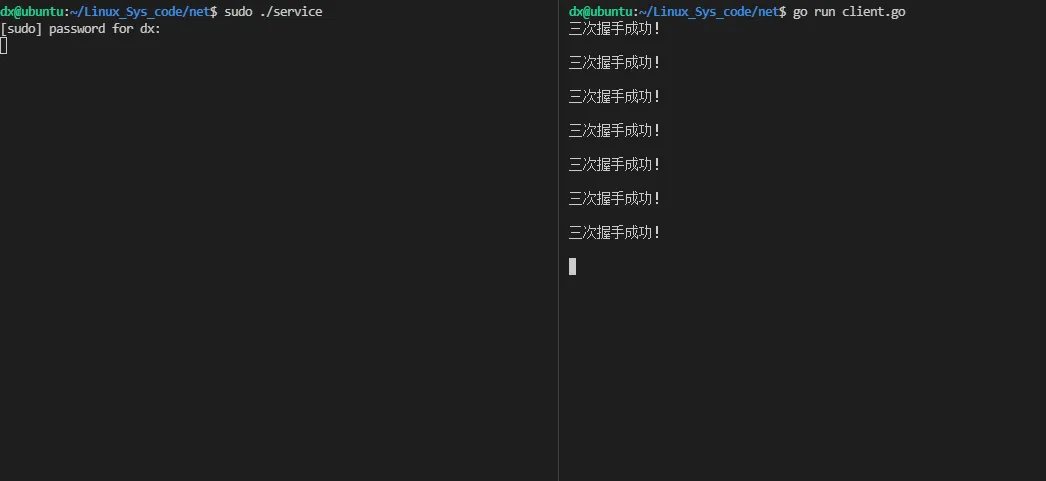 dx@ubuntu:~/Linux_Sys_code/net$ sudo ./service
[sudo] password for dx:
dx@ubuntu:~/Linux_Sys_code/net$ go run client.go
三次握手成功!
三次握手成功!
三次握手成功!
三次握手成功!
三次握手成功!
三次握手成功!
三次握手成功!